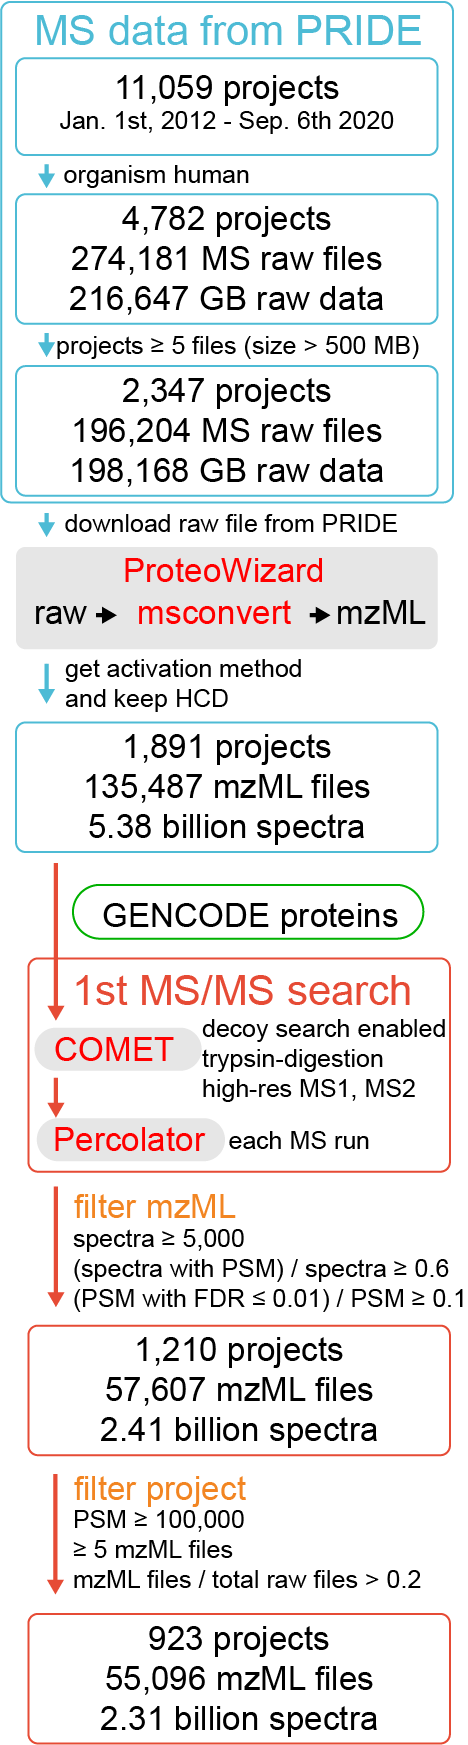 MS data from PRIDE
11,059 projects
Jan. 1st, 2012 - Sep. 6th 2020
organism human
4,782 projects
274,181 MS raw files
216,647 GB raw data
projects ≥ 5 files (size > 500 MB)
2,347 projects
196,204 MS raw files
198,168 GB raw data
download raw file from PRIDE
ProteoWizard
raw → msconvert → mzML
get activation method
and keep HCD
1,891 projects
135,487 mzML files
5.38 billion spectra
GENCODE proteins
1st MS/MS search
COMET
decoy search enabled
trypsin-digestion
high-res MS1, MS2
Percolator each MS run
filter mzML
spectra ≥ 5,000
(spectra with PSM) / spectra ≥ 0.6
(PSM with FDR ≤ 0.01) / PSM ≥ 0.1
1,210 projects
57,607 mzML files
2.41 billion spectra
filter project
PSM ≥ 100,000
≥ 5 mzML files
mzML files / total raw files > 0.2
923 projects
55,096 mzML files
2.31 billion spectra